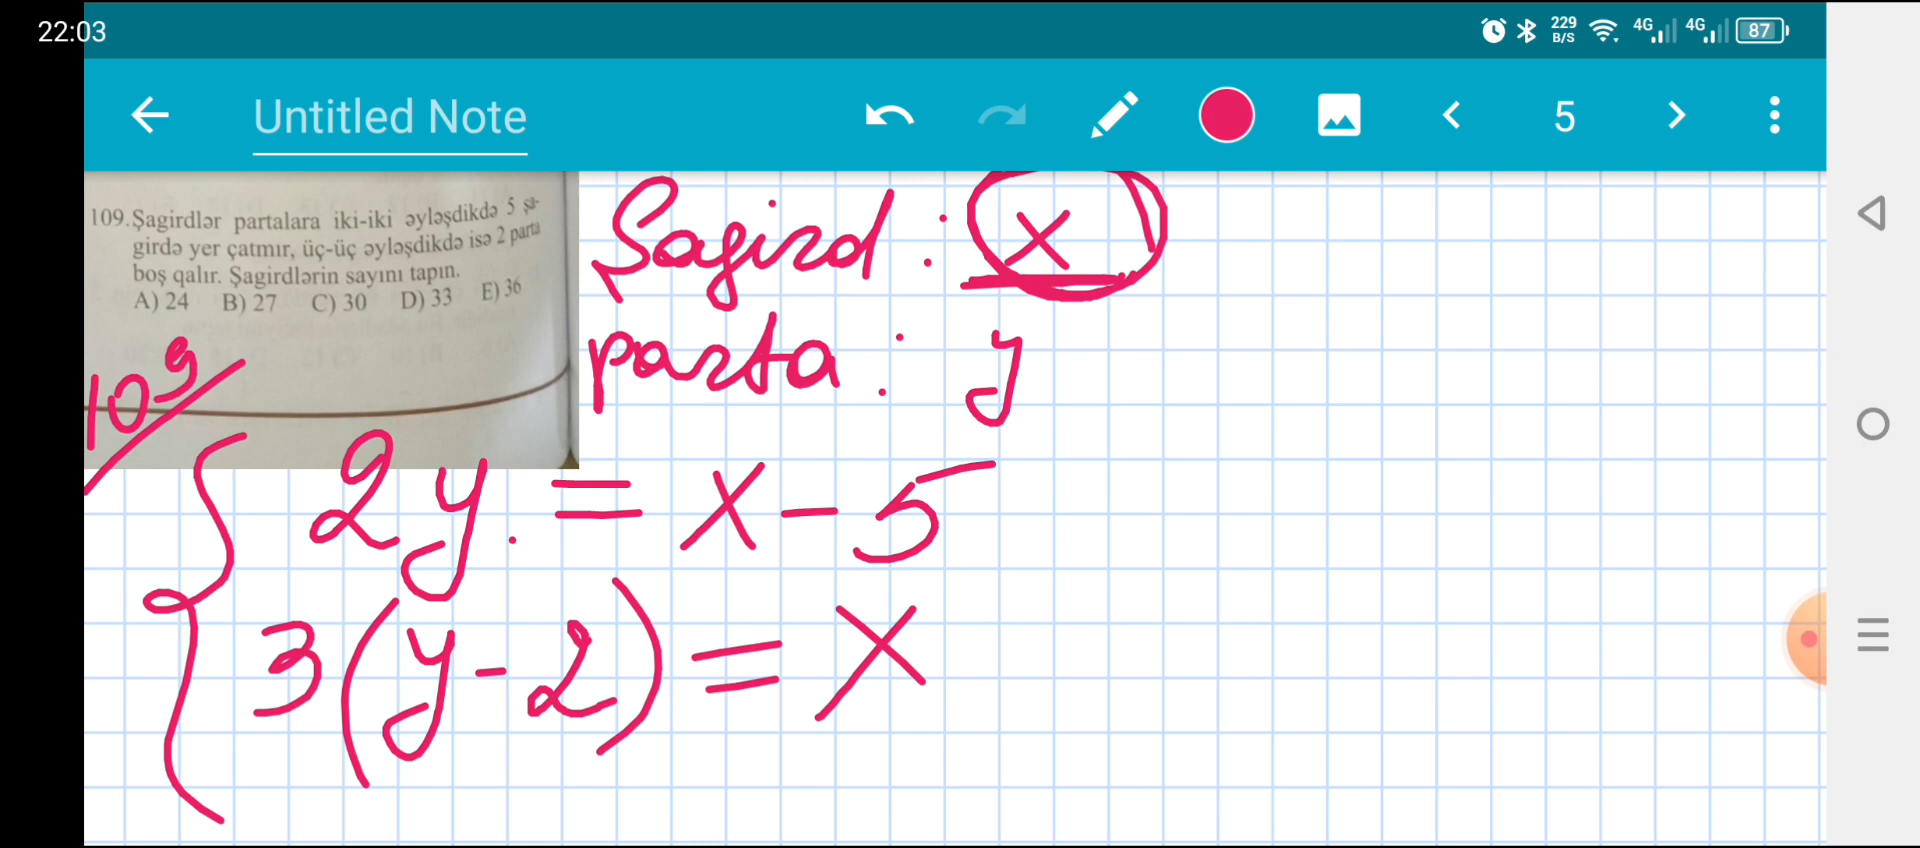 22:03
229 B/S 4G 4G 87
Untitled Note 5
109. Şagirdlər partalara iki-iki əyləşdikdə 5 şa-
girdə yer çatmır, üç-üç əyləşdikdə isə 2 parta
boş qalır. Şagirdlərin sayını tapın.
A) 24 B) 27 C) 30 D) 33 E) 36
Şagird : x
parta : y
109
2y = x - 5
3(y-2) = x